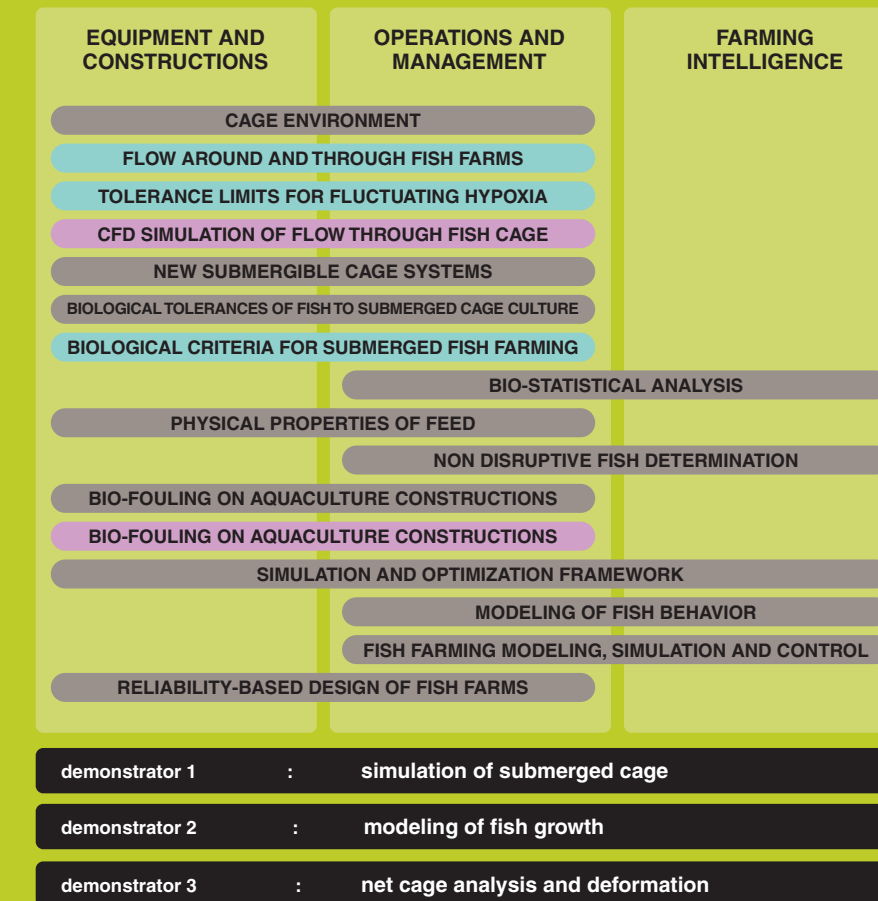 EQUIPMENT AND
CONSTRUCTIONS
OPERATIONS AND
MANAGEMENT
FARMING
INTELLIGENCE
CAGE ENVIRONMENT
FLOW AROUND AND THROUGH FISH FARMS
TOLERANCE LIMITS FOR FLUCTUATING HYPOXIA
CFD SIMULATION OF FLOW THROUGH FISH CAGE
NEW SUBMERGIBLE CAGE SYSTEMS
BIOLOGICAL TOLERANCES OF FISH TO SUBMERGED CAGE CULTURE
BIOLOGICAL CRITERIA FOR SUBMERGED FISH FARMING
BIO-STATISTICAL ANALYSIS
PHYSICAL PROPERTIES OF FEED
NON DISRUPTIVE FISH DETERMINATION
BIO-FOULING ON AQUACULTURE CONSTRUCTIONS
BIO-FOULING ON AQUACULTURE CONSTRUCTIONS
SIMULATION AND OPTIMIZATION FRAMEWORK
MODELING OF FISH BEHAVIOR
FISH FARMING MODELING, SIMULATION AND CONTROL
RELIABILITY-BASED DESIGN OF FISH FARMS
demonstrator 1 : simulation of submerged cage
demonstrator 2 : modeling of fish growth
demonstrator 3 : net cage analysis and deformation